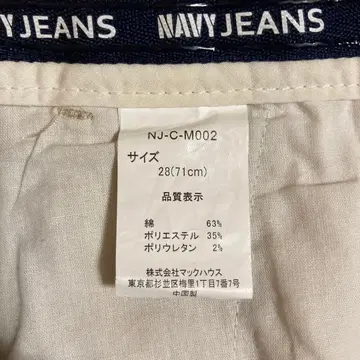 NAVY JEANS NAVY JEANS
NJ-C-M002
サイズ
28(71cm)
品質表示
綿 63%
ポリエステル 35%
ポリウレタン 2%
株式会社マックハウス
東京都杉並区梅里1丁目7番7号
中国製